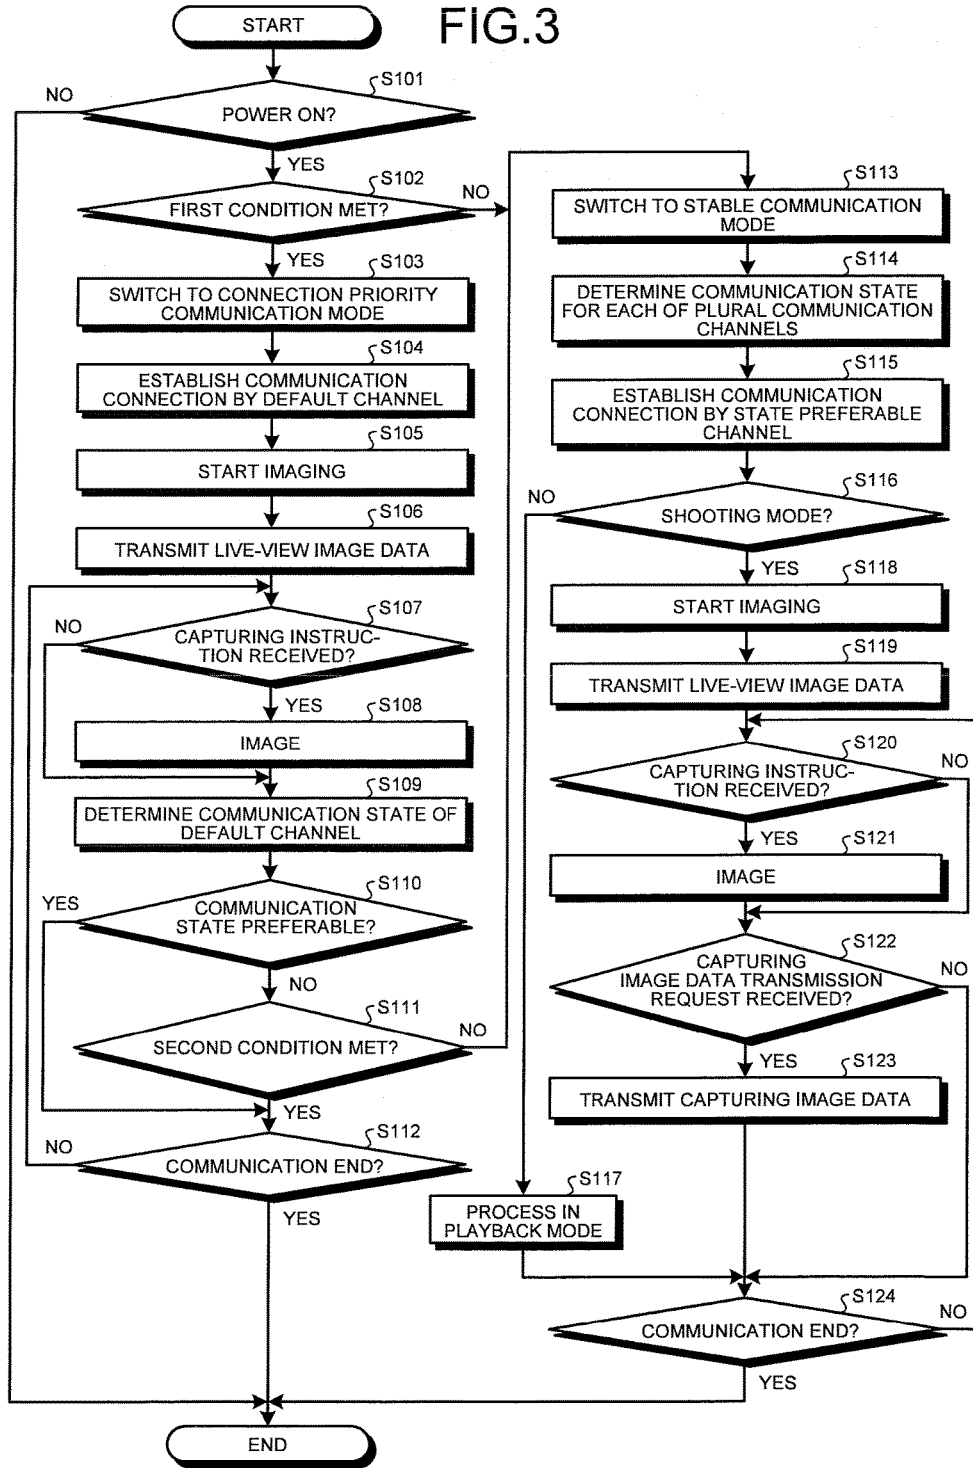 FIG.3
START
S101
NO
POWER ON?
YES
S102
NO
FIRST CONDITION MET?
YES
S103
SWITCH TO CONNECTION PRIORITY
COMMUNICATION MODE
S104
ESTABLISH COMMUNICATION
CONNECTION BY DEFAULT CHANNEL
S105
START IMAGING
S106
TRANSMIT LIVE-VIEW IMAGE DATA
S107
NO
CAPTURING INSTRUC-
TION RECEIVED?
YES
S108
IMAGE
S109
DETERMINE COMMUNICATION STATE OF
DEFAULT CHANNEL
S110
YES
COMMUNICATION
STATE PREFERABLE?
NO
S111
NO
SECOND CONDITION MET?
YES
S112
NO
COMMUNICATION END?
YES
S113
SWITCH TO STABLE COMMUNICATION
MODE
S114
DETERMINE COMMUNICATION STATE
FOR EACH OF PLURAL COMMUNICATION
CHANNELS
S115
ESTABLISH COMMUNICATION
CONNECTION BY STATE PREFERABLE
CHANNEL
S116
NO
SHOOTING MODE?
YES
S118
START IMAGING
S119
TRANSMIT LIVE-VIEW IMAGE DATA
S120
NO
CAPTURING INSTRUC-
TION RECEIVED?
YES
S121
IMAGE
S122
NO
CAPTURING
IMAGE DATA TRANSMISSION
REQUEST RECEIVED?
YES
S123
TRANSMIT CAPTURING IMAGE DATA
S117
PROCESS IN
PLAYBACK MODE
S124
NO
COMMUNICATION END?
YES
END